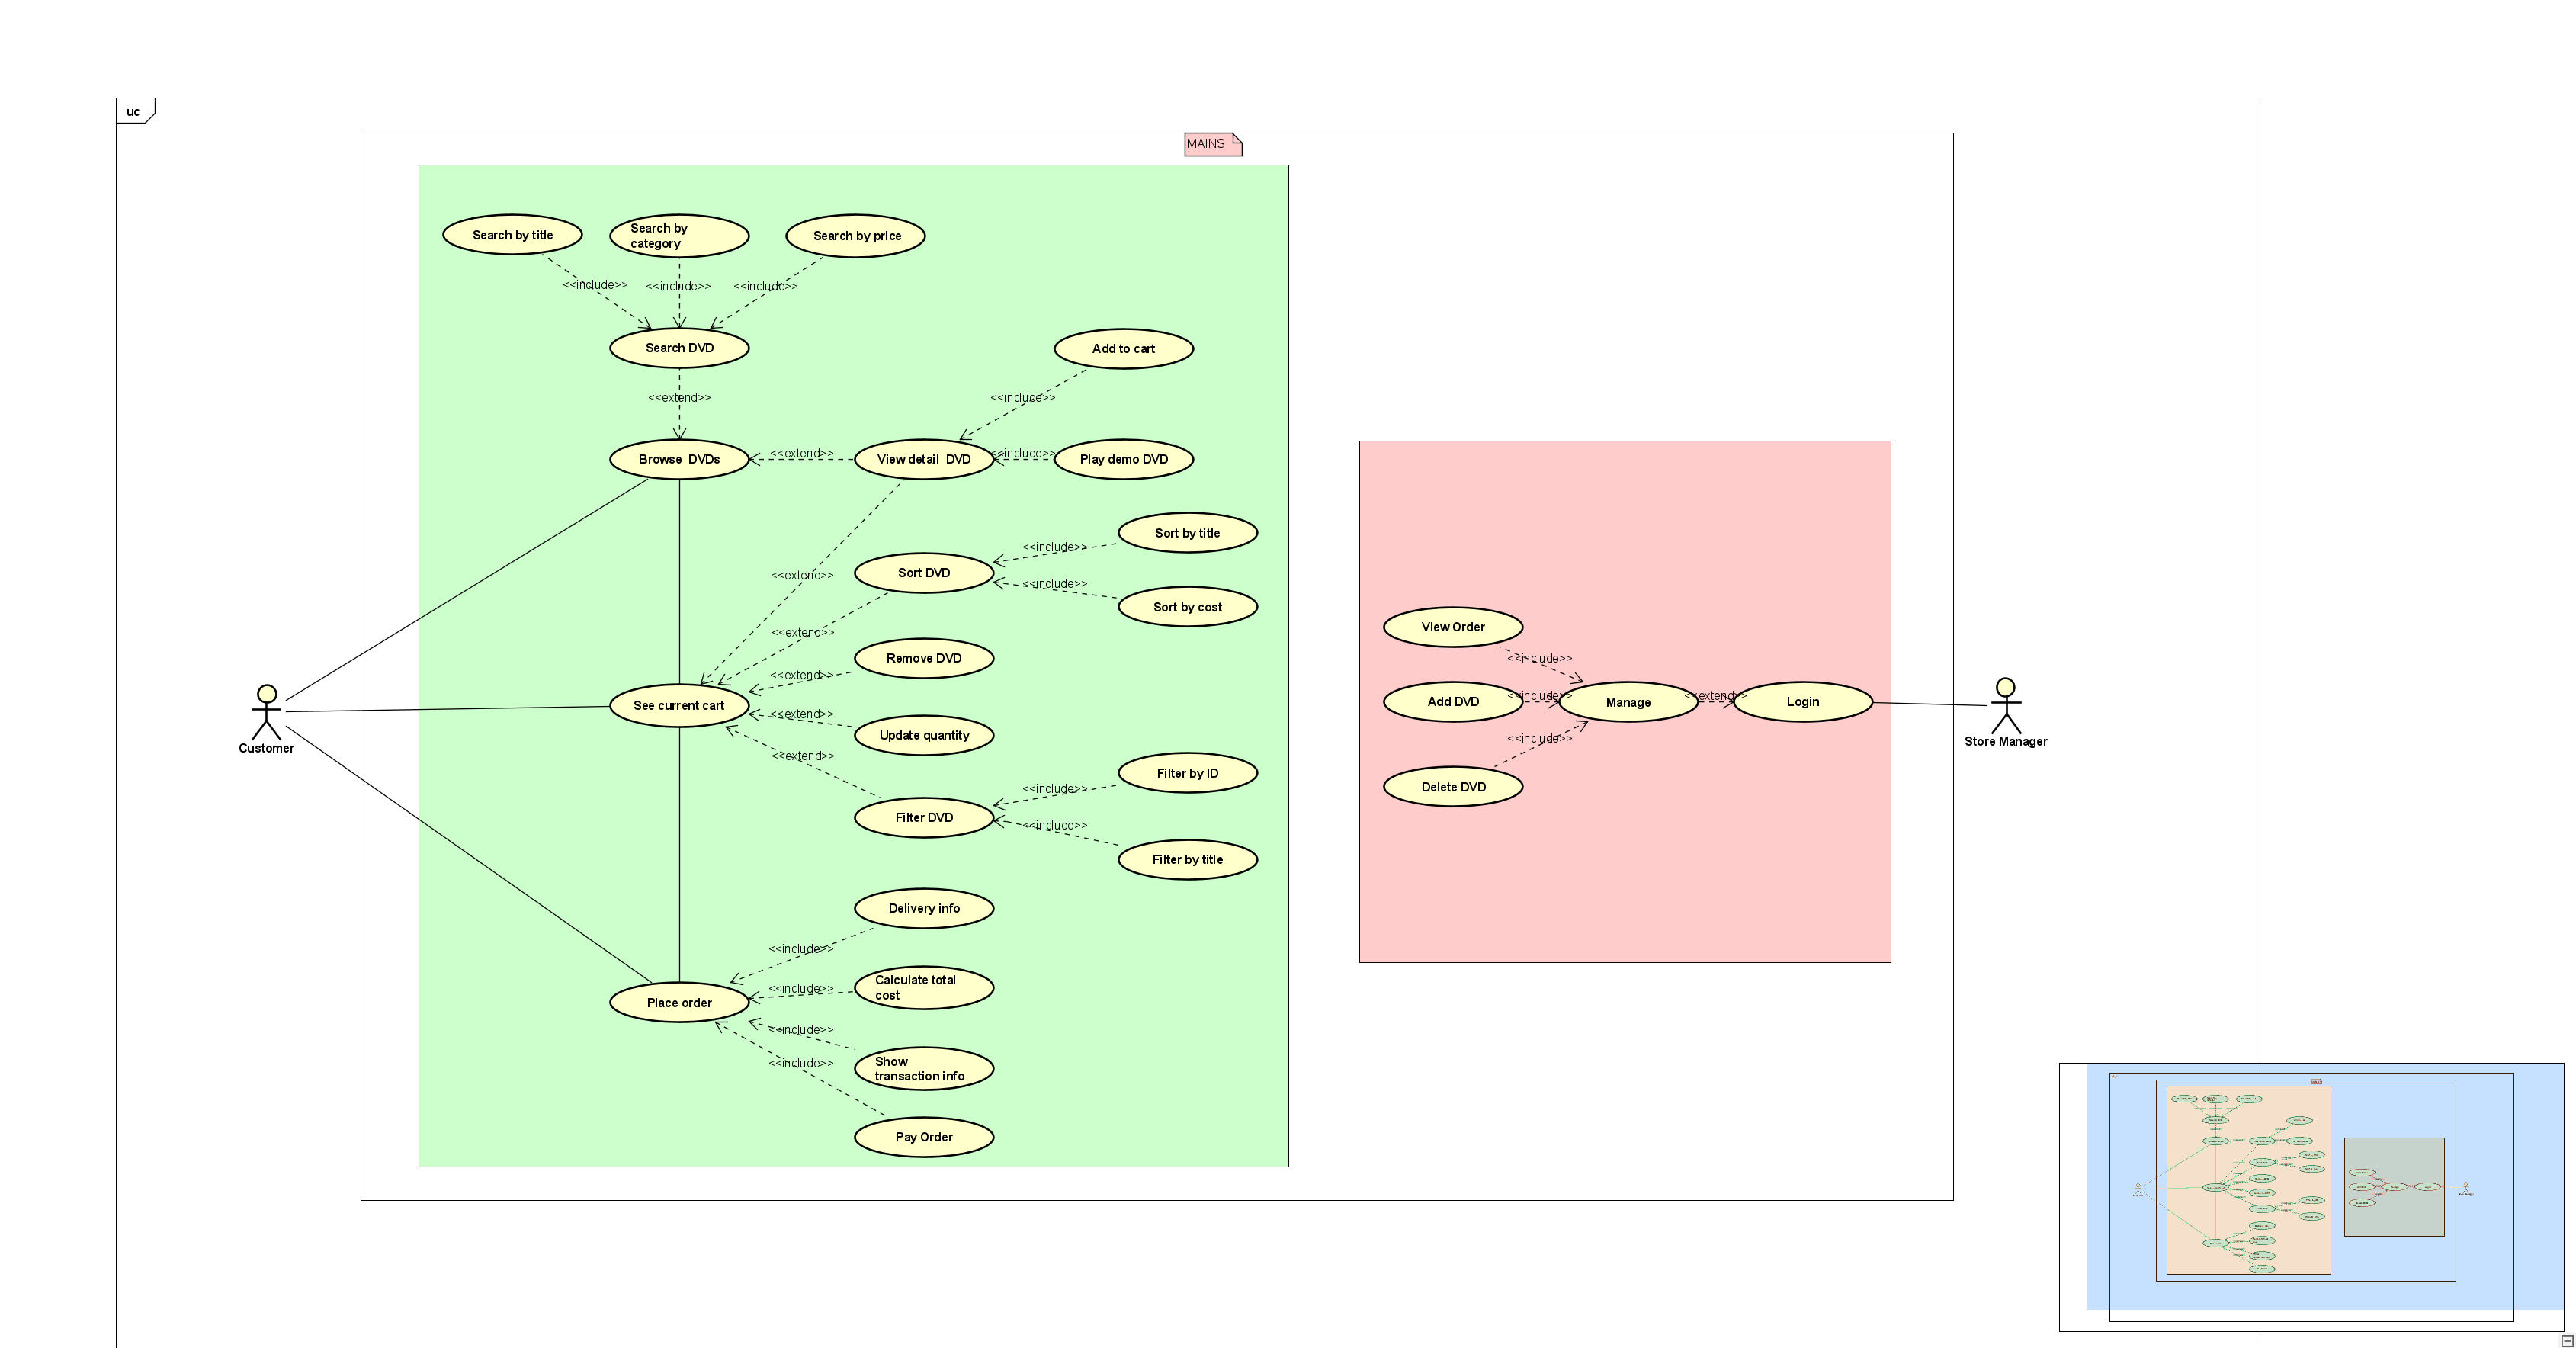 uc
MAINS
Search by title
Search by
category
Search by price
<<include>>
<<include>>
<<include>>
Search DVD
Add to cart
<<extend>>
<<include>>
Browse DVDs
<<extend>>
View detail DVD
<<include>>
Play demo DVD
Sort by title
<<include>>
<<extend>>
Sort DVD
<<include>>
Sort by cost
<<extend>>
Remove DVD
<<extend>>
See current cart
<<extend>>
Update quantity
<<extend>>
Filter by ID
<<include>>
Filter DVD
<<include>>
Filter by title
Delivery info
<<include>>
Calculate total
cost
<<include>>
Place order
<<include>>
Show
transaction info
<<include>>
Pay Order
Customer
View Order
<<include>>
Add DVD
<<include>>
Manage
<<extend>>
Login
<<include>>
Delete DVD
Store Manager